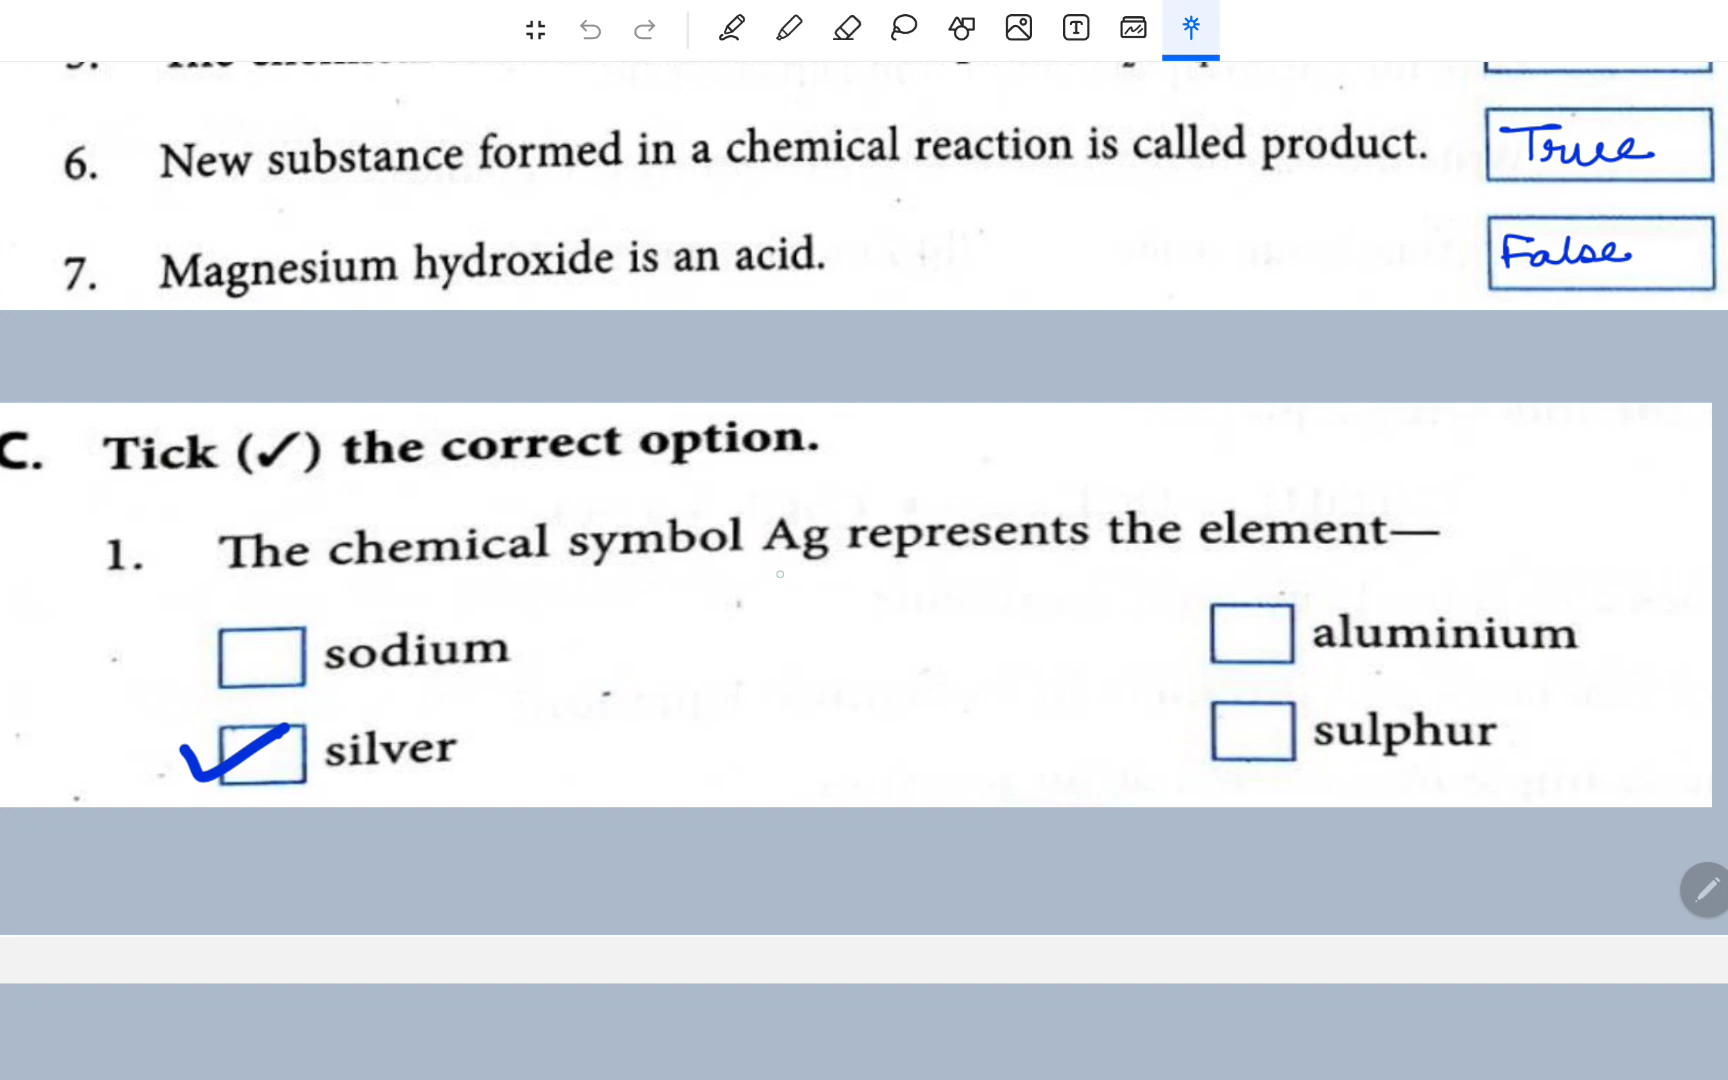 6. New substance formed in a chemical reaction is called product. True
7. Magnesium hydroxide is an acid. False
C. Tick (✓) the correct option.
1. The chemical symbol Ag represents the element—
sodium aluminium
silver sulphur